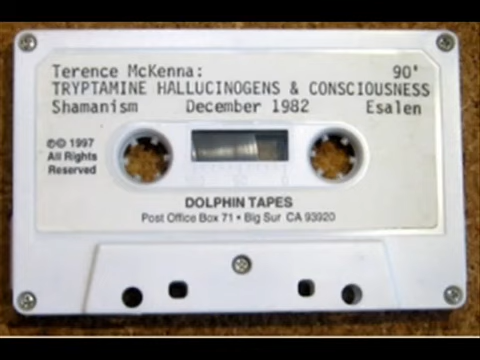 Terence McKenna: 90'
TRYPTAMINE HALLUCINOGENS & CONSCIOUSNESS
Shamanism December 1982 Esalen
©℗ 1997
All Rights
Reserved
DOLPHIN TAPES
Post Office Box 71 • Big Sur CA 93920